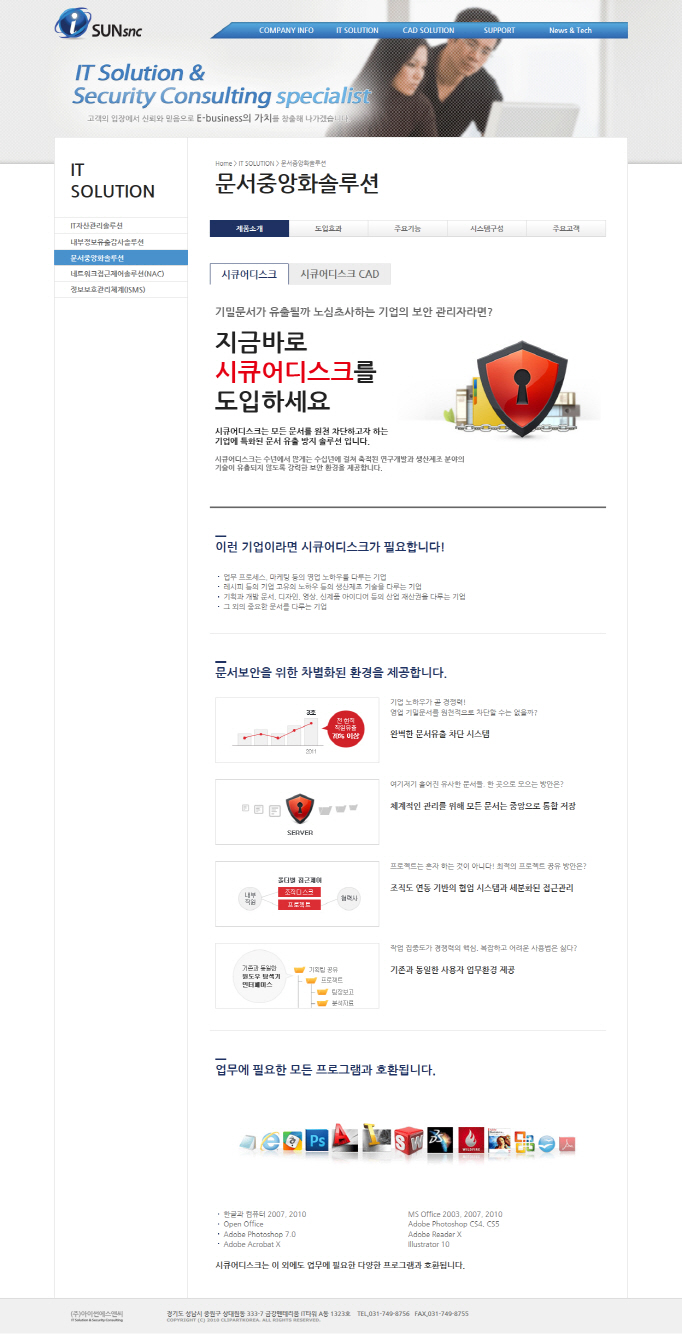 iSUNsnc
COMPANY INFO IT SOLUTION CAD SOLUTION SUPPORT News & Tech
IT Solution &
Security Consulting specialist
고객의 입장에서 신뢰와 믿음으로 E-business의 가치를 창출해 나가겠습니다.
IT
SOLUTION
IT자산관리솔루션
내부정보유출감사솔루션
문서중앙화솔루션
네트워크접근제어솔루션(NAC)
정보보호관리체계(ISMS)
Home > IT SOLUTION > 문서중앙화솔루션
문서중앙화솔루션
제품소개 도입효과 주요기능 시스템구성 주요고객
시큐어디스크 시큐어디스크 CAD
기밀문서가 유출될까 노심초사하는 기업의 보안 관리자라면?
지금바로
시큐어디스크를
도입하세요
시큐어디스크는 모든 문서를 원천 차단하고자 하는
기업에 특화된 문서 유출 방지 솔루션 입니다.
시큐어디스크는 수년에서 많게는 수십년에 걸쳐 축적된 연구개발과 생산제조 분야의
기술이 유출되지 않도록 강력한 보안 환경을 제공합니다.
이런 기업이라면 시큐어디스크가 필요합니다!
· 업무 프로세스, 마케팅 등의 영업 노하우를 다루는 기업
· 레시피 등의 기업 고유의 노하우 등의 생산제조 기술을 다루는 기업
· 기획과 개발 문서, 디자인, 영상, 신제품 아이디어 등의 산업 재산권을 다루는 기업
· 그 외의 중요한 문서를 다루는 기업
문서보안을 위한 차별화된 환경을 제공합니다.
3조
전·현직
직원유출
70% 이상
2011
기업 노하우가 곧 경쟁력!
영업 기밀문서를 원천적으로 차단할 수는 없을까?
완벽한 문서유출 차단 시스템
SERVER
여기저기 흩어진 유사한 문서들. 한 곳으로 모으는 방안은?
체계적인 관리를 위해 모든 문서는 중앙으로 통합 저장
폴더별 접근제어
내부
직원
조직디스크
프로젝트
협력사
프로젝트는 혼자 하는 것이 아니다! 최적의 프로젝트 공유 방안은?
조직도 연동 기반의 협업 시스템과 세분화된 접근관리
기존과 동일한
윈도우 탐색기
인터페이스
기획팀 공유
프로젝트
팀장보고
분석자료
작업 집중도가 경쟁력의 핵심, 복잡하고 어려운 사용법은 싫다?
기존과 동일한 사용자 업무환경 제공
업무에 필요한 모든 프로그램과 호환됩니다.
Ps
· 한글과 컴퓨터 2007, 2010 MS Office 2003, 2007, 2010
· Open Office Adobe Photoshop CS4, CS5
· Adobe Photoshop 7.0 Adobe Reader X
· Adobe Acrobat X Illustrator 10
시큐어디스크는 이 외에도 업무에 필요한 다양한 프로그램과 호환됩니다.
(주)아이썬에스앤씨
IT Solution & Security Consulting
경기도 성남시 중원구 상대원동 333-7 금강펜테리움 IT타워 A동 1323호 TEL.031-749-8756 FAX.031-749-8755
COPYRIGHT (C) 2010 CLIPARTKOREA. ALL RIGHTS RESERVED.